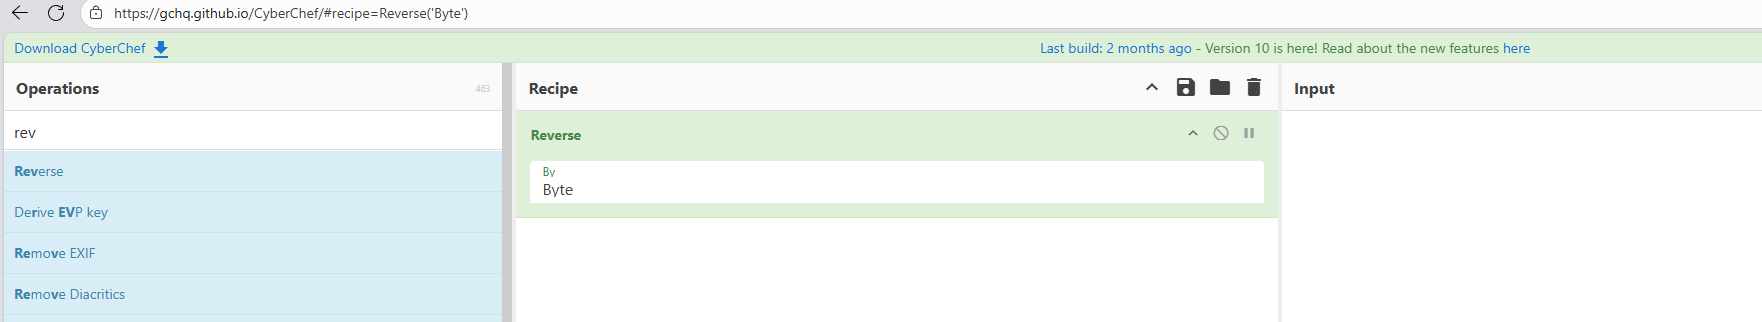 https://gchq.github.io/CyberChef/#recipe=Reverse('Byte')
Download CyberChef
Last build: 2 months ago - Version 10 is here! Read about the new features here
Operations
463
rev
Reverse
Derive EVP key
Remove EXIF
Remove Diacritics
Recipe
Reverse
By
Byte
Input